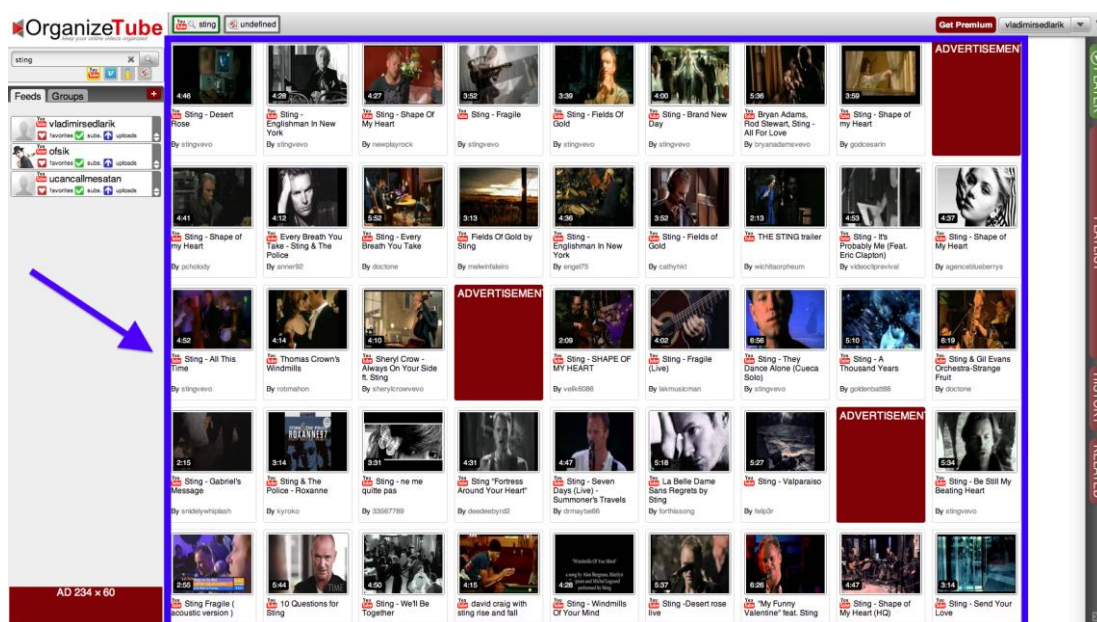 OrganizeTube
keep your online videos organized
sting
undefined
Get Premium
vladimirsedlarik
sting
X
Feeds
Groups
+
vladimirsedlarik
favorites subs. uploads
ofsik
favorites subs. uploads
ucancallmesatan
favorites subs. uploads
AD 234 x 60
4:46
Sting - Desert
Rose
By stingvevo
4:28
Sting -
Englishman In New
York
By stingvevo
4:27
Sting - Shape Of
My Heart
By newplayrock
3:52
Sting - Fragile
By stingvevo
3:39
Sting - Fields Of
Gold
By stingvevo
4:00
Sting - Brand New
Day
By stingvevo
5:36
Bryan Adams,
Rod Stewart, Sting -
All For Love
By bryanadamsvevo
3:59
Sting - Shape of
my Heart
By godcesarin
ADVERTISEMEN
4:41
Sting - Shape of
my Heart
By pcholody
4:12
Every Breath You
Take - Sting & The
Police
By anner92
5:52
Sting - Every
Breath You Take
By doctone
3:13
Fields Of Gold by
Sting
By melwinfaleiro
4:36
Sting -
Englishman In New
York
By engel75
3:52
Sting - Fields of
Gold
By cathyhkt
2:13
THE STING trailer
By wichitaorpheum
4:53
Sting - It's
Probably Me (Feat.
Eric Clapton)
By videocliprevival
4:37
Sting - Shape of
My Heart
By agenceblueberrys
4:52
Sting - All This
Time
By stingvevo
4:14
Thomas Crown's
Windmills
By robmahon
4:10
Sheryl Crow -
Always On Your Side
ft. Sting
By sherylcrowvevo
ADVERTISEMEN
2:09
Sting - SHAPE OF
MY HEART
By velik8086
4:02
Sting - Fragile
(Live)
By lakmusicman
6:56
Sting - They
Dance Alone (Cueca
Solo)
By stingvevo
5:10
Sting - A
Thousand Years
By goldenbatt88
6:19
Sting & Gil Evans
Orchestra-Strange
Fruit
By doctone
2:15
Sting - Gabriel's
Message
By snidelywhiplash
ROXANNE97
3:14
Sting & The
Police - Roxanne
By kyroko
3:31
Sting - ne me
quitte pas
By 33567789
4:31
Sting "Fortress
Around Your Heart"
By deedeebyrd2
4:47
Sting - Seven
Days (Live) -
Summoner's Travels
By drmaybe66
5:18
La Belle Dame
Sans Regrets by
Sting
By forthissong
5:27
Sting - Valparaiso
By felip3r
ADVERTISEMEN
5:34
Sting - Be Still My
Beating Heart
By stingvevo
2:55
Sting Fragile (
acoustic version )
TIME
5:44
10 Questions for
Sting
4:50
Sting - We'll Be
Together
4:15
david craig with
sting rise and fall
"Windmills Of Your Mind"
4:28
Sting - Windmills
Of Your Mind
5:37
Sting -Desert rose
live
6:26
"My Funny
Valentine" feat. Sting
4:47
Sting - Shape of
My Heart (HQ)
3:14
Sting - Send Your
Love
PLAYLIST
HISTORY
RELATED